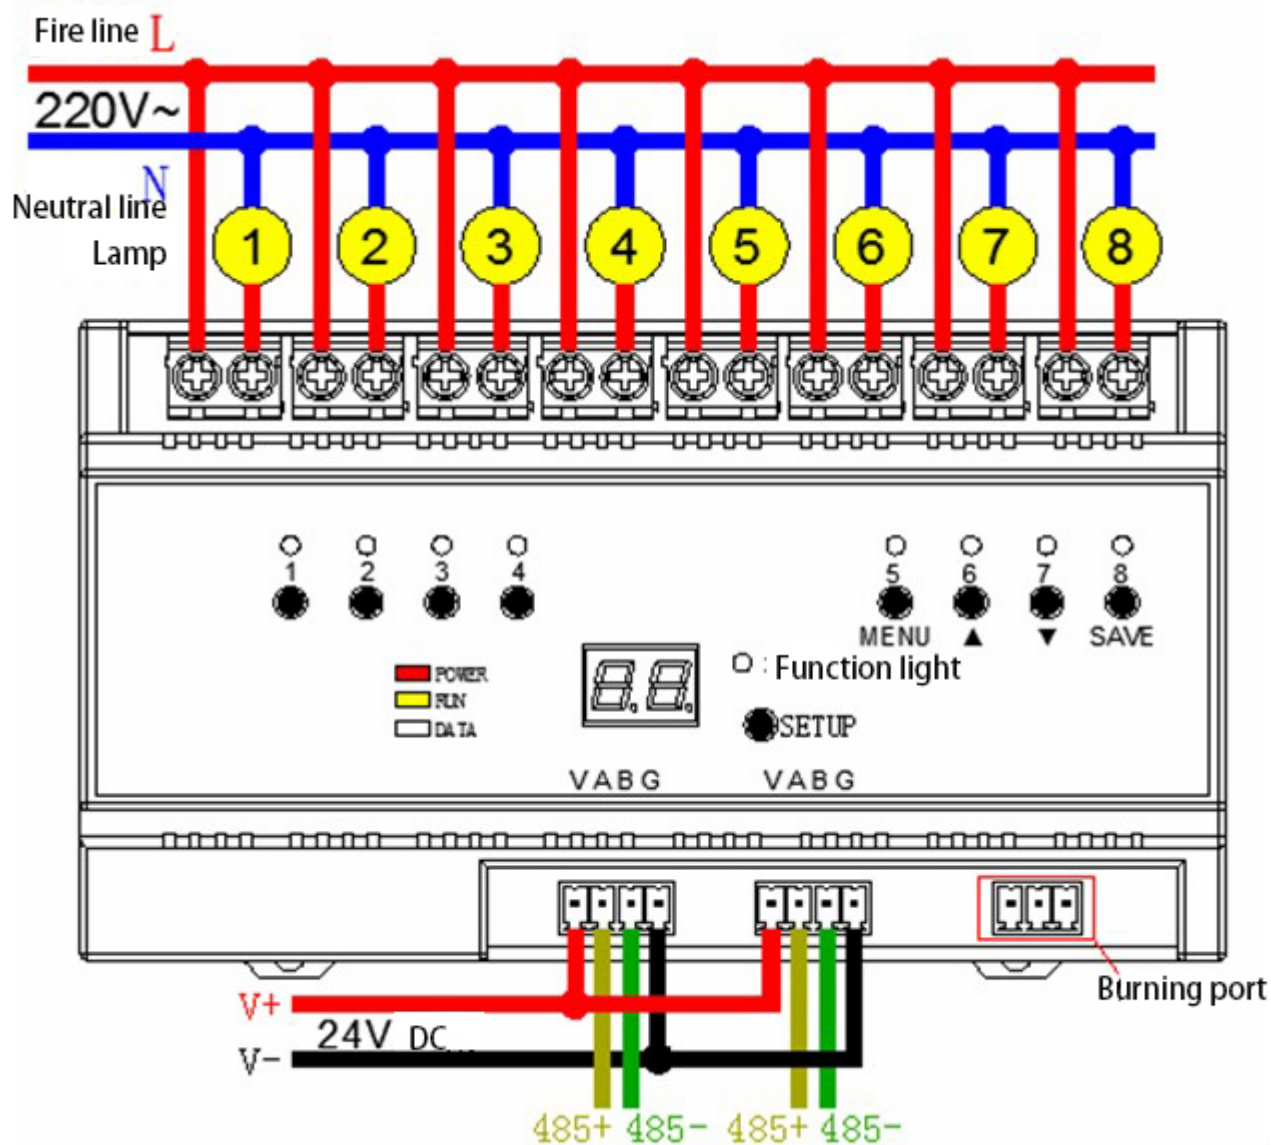 Fire line L
220V~
N
Neutral line
Lamp
1 2 3 4 5 6 7 8
1 2 3 4 5 6 7 8
MENU ▲ ▼ SAVE
Function light
POWER
RUN
DATA
8.8.
SETUP
VABG VABG
Burning port
V+
24V DC
V-
485+ 485- 485+ 485-